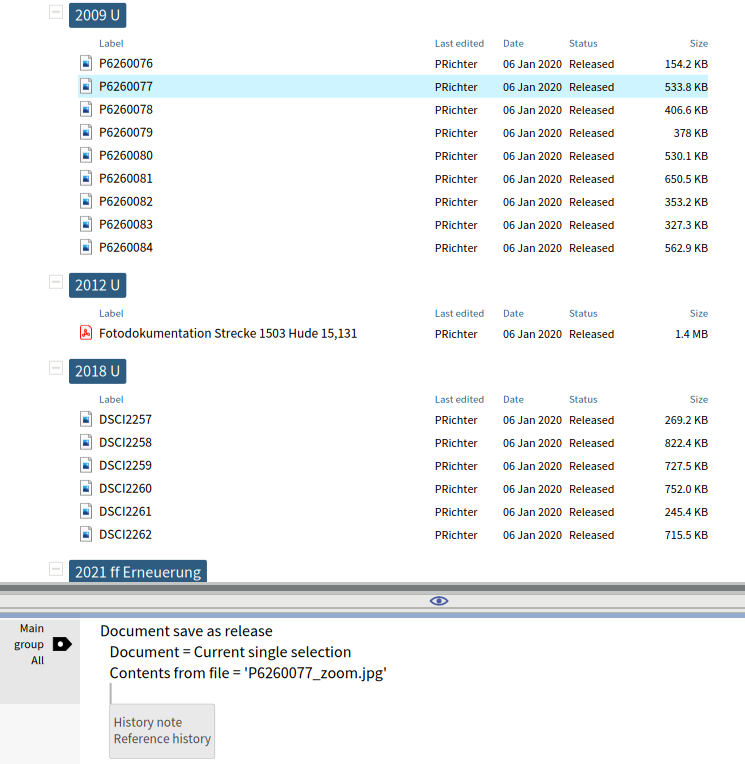 2009 U
Label Last edited Date Status Size
P6260076 PRichter 06 Jan 2020 Released 154.2 KB
P6260077 PRichter 06 Jan 2020 Released 533.8 KB
P6260078 PRichter 06 Jan 2020 Released 406.6 KB
P6260079 PRichter 06 Jan 2020 Released 378 KB
P6260080 PRichter 06 Jan 2020 Released 530.1 KB
P6260081 PRichter 06 Jan 2020 Released 650.5 KB
P6260082 PRichter 06 Jan 2020 Released 353.2 KB
P6260083 PRichter 06 Jan 2020 Released 327.3 KB
P6260084 PRichter 06 Jan 2020 Released 562.9 KB
2012 U
Label Last edited Date Status Size
Fotodokumentation Strecke 1503 Hude 15,131 PRichter 06 Jan 2020 Released 1.4 MB
2018 U
Label Last edited Date Status Size
DSCI2257 PRichter 06 Jan 2020 Released 269.2 KB
DSCI2258 PRichter 06 Jan 2020 Released 822.4 KB
DSCI2259 PRichter 06 Jan 2020 Released 727.5 KB
DSCI2260 PRichter 06 Jan 2020 Released 752.0 KB
DSCI2261 PRichter 06 Jan 2020 Released 245.4 KB
DSCI2262 PRichter 06 Jan 2020 Released 715.5 KB
2021 ff Erneuerung
Main
group
All
Document save as release
Document = Current single selection
Contents from file = 'P6260077_zoom.jpg'
History note
Reference history